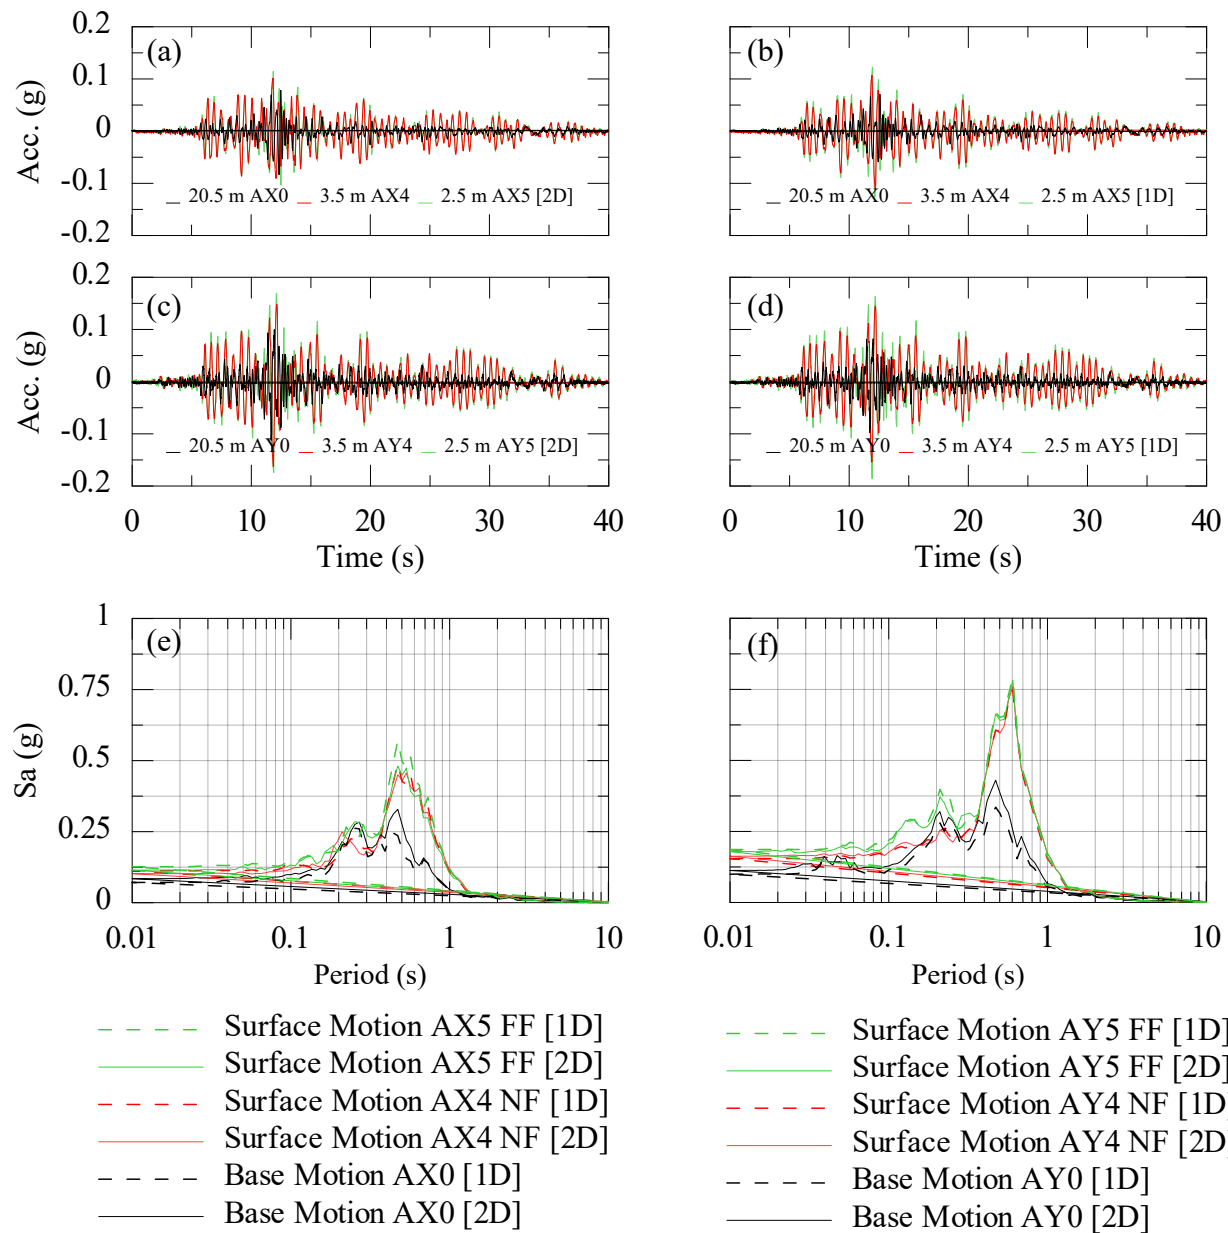 0.2
0.1
0
-0.1
-0.2
Acc. (g)
(a)
20.5 m AX0 3.5 m AX4 2.5 m AX5 [2D]
(b)
20.5 m AX0 3.5 m AX4 2.5 m AX5 [1D]
0.2
0.1
0
-0.1
-0.2
Acc. (g)
(c)
20.5 m AY0 3.5 m AY4 2.5 m AY5 [2D]
0 10 20 30 40
Time (s)
(d)
20.5 m AY0 3.5 m AY4 2.5 m AY5 [1D]
0 10 20 30 40
Time (s)
1
0.75
0.5
0.25
0
Sa (g)
(e)
0.01 0.1 1 10
Period (s)
(f)
0.01 0.1 1 10
Period (s)
Surface Motion AX5 FF [1D]
Surface Motion AX5 FF [2D]
Surface Motion AX4 NF [1D]
Surface Motion AX4 NF [2D]
Base Motion AX0 [1D]
Base Motion AX0 [2D]
Surface Motion AY5 FF [1D]
Surface Motion AY5 FF [2D]
Surface Motion AY4 NF [1D]
Surface Motion AY4 NF [2D
Base Motion AY0 [1D]
Base Motion AY0 [2D]